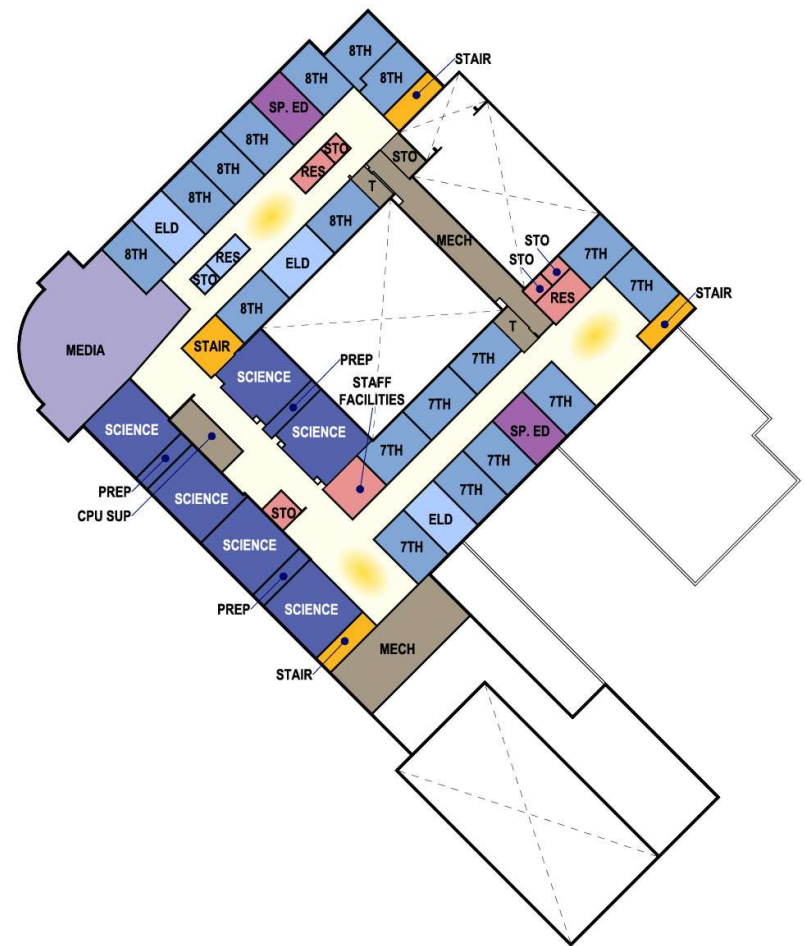 8TH
STAIR
8TH
8TH
SP. ED
8TH
STO
RES
STO
8TH
T
8TH
ELD
8TH
MECH
STO
STO
7TH
RES
STO
ELD
8TH
7TH
RES
STAIR
8TH
T
STAIR
MEDIA
PREP
7TH
SCIENCE
STAFF
FACILITIES
7TH
7TH
SCIENCE
SCIENCE
7TH
SP. ED
7TH
PREP
SCIENCE
CPU SUP
7TH
STO
ELD
SCIENCE
7TH
PREP
SCIENCE
MECH
STAIR